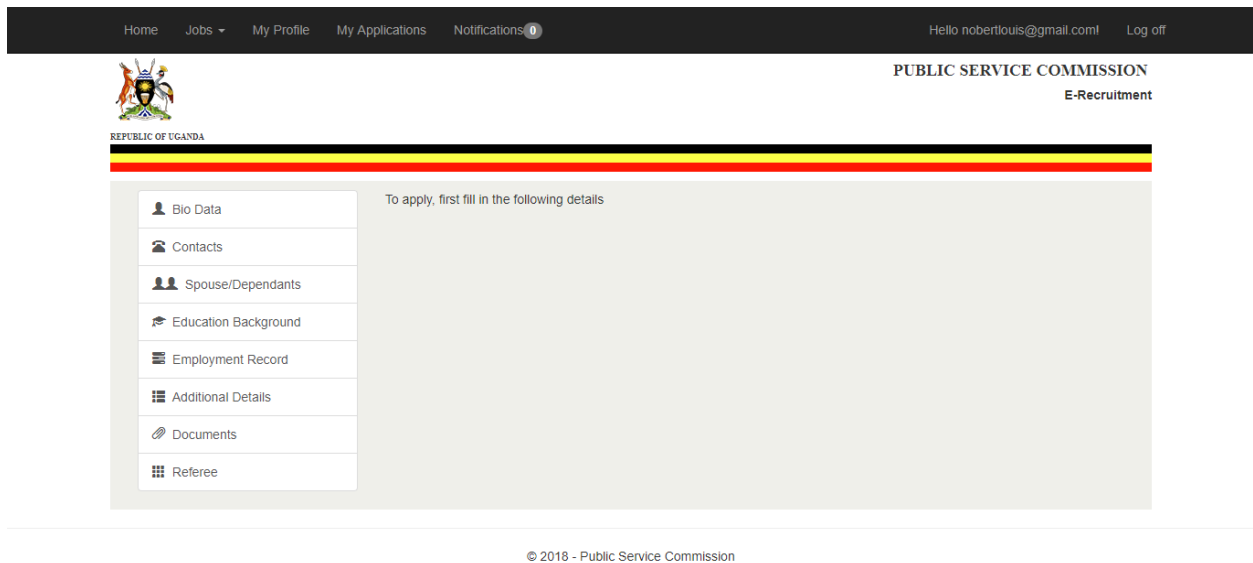 Home Jobs My Profile My Applications Notifications 0 Hello nobertlouis@gmail.com! Log off
PUBLIC SERVICE COMMISSION
E-Recruitment
REPUBLIC OF UGANDA
To apply, first fill in the following details
Bio Data
Contacts
Spouse/Dependants
Education Background
Employment Record
Additional Details
Documents
Referee
© 2018 - Public Service Commission